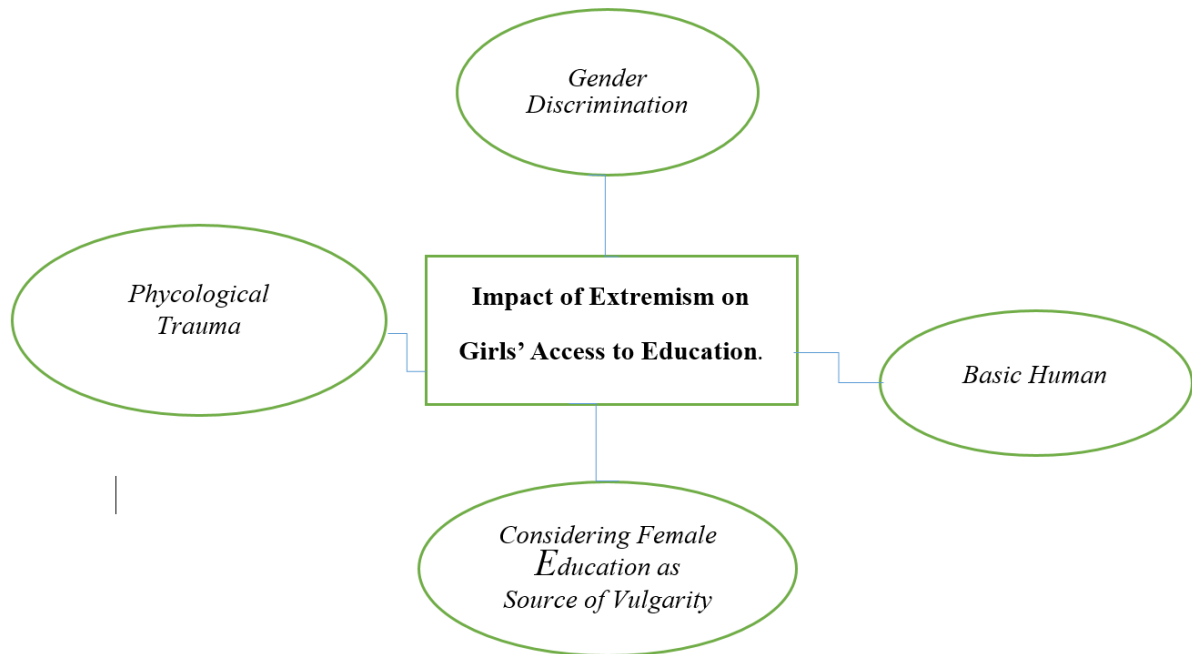 Gender
Discrimination
Phycological
Trauma
Impact of Extremism on
Girls’ Access to Education.
Basic Human
Considering Female
Education as
Source of Vulgarity